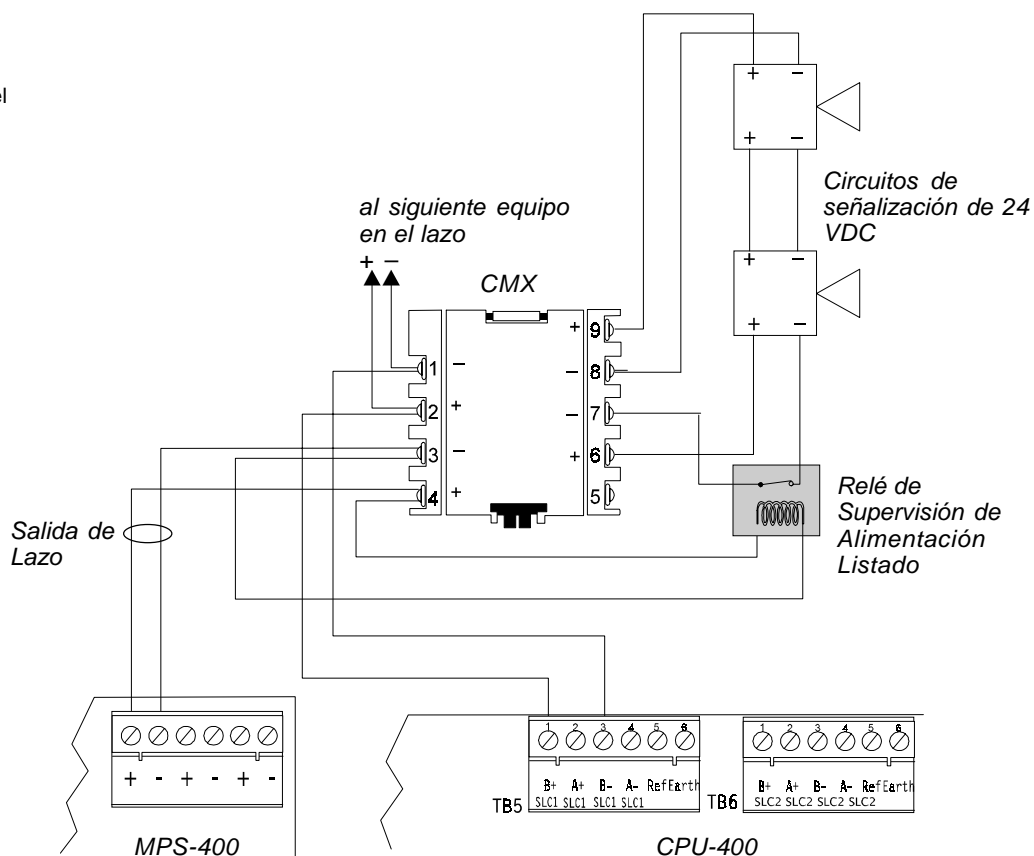 el
+ −
+ −
Circuitos de
señalización de 24
VDC
al siguiente equipo
en el lazo
+ −
CMX
+ −
+ −
+ 9
1 −
− 8
2 +
− 7
3 −
+ 6
4 +
5
Relé de
Supervisión de
Alimentación
Listado
Salida de
Lazo
1 2 3 4 5 6
1 2 3 4 5 6
+ - + - + -
B+ A+ B- A- Ref Earth
TB5 SLC1 SLC1 SLC1 SLC1
B+ A+ B- A- Ref Earth
TB6 SLC2 SLC2 SLC2 SLC2
MPS-400
CPU-400